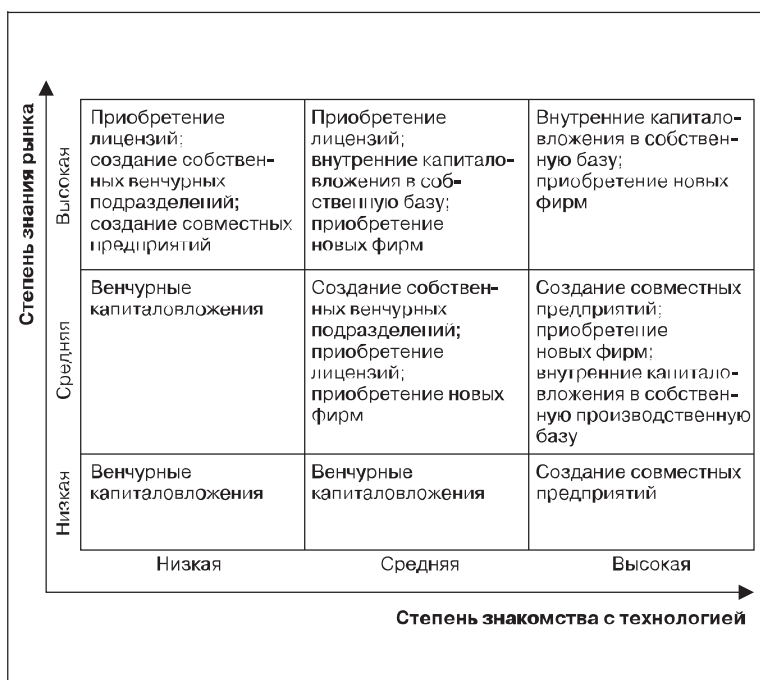 Степень знания рынка
Высокая
Приобретение
лицензий;
создание собствен-
ных венчурных
подразделений;
создание совместных
предприятий
Приобретение
лицензий;
внутренние капитало-
вложения в соб-
ственную базу;
приобретение
новых фирм
Внутренние капитало-
вложения в собствен-
ную базу;
приобретение новых
фирм
Средняя
Венчурные
капиталовложения
Создание собствен-
ных венчурных
подразделений;
приобретение
лицензий;
приобретение новых
фирм
Создание совместных
предприятий;
приобретение
новых фирм;
внутренние капитало-
вложения в собствен-
ную производственную
базу
Низкая
Венчурные
капиталовложения
Венчурные
капиталовложения
Создание совместных
предприятий
Низкая
Средняя
Высокая
Степень знакомства с технологией